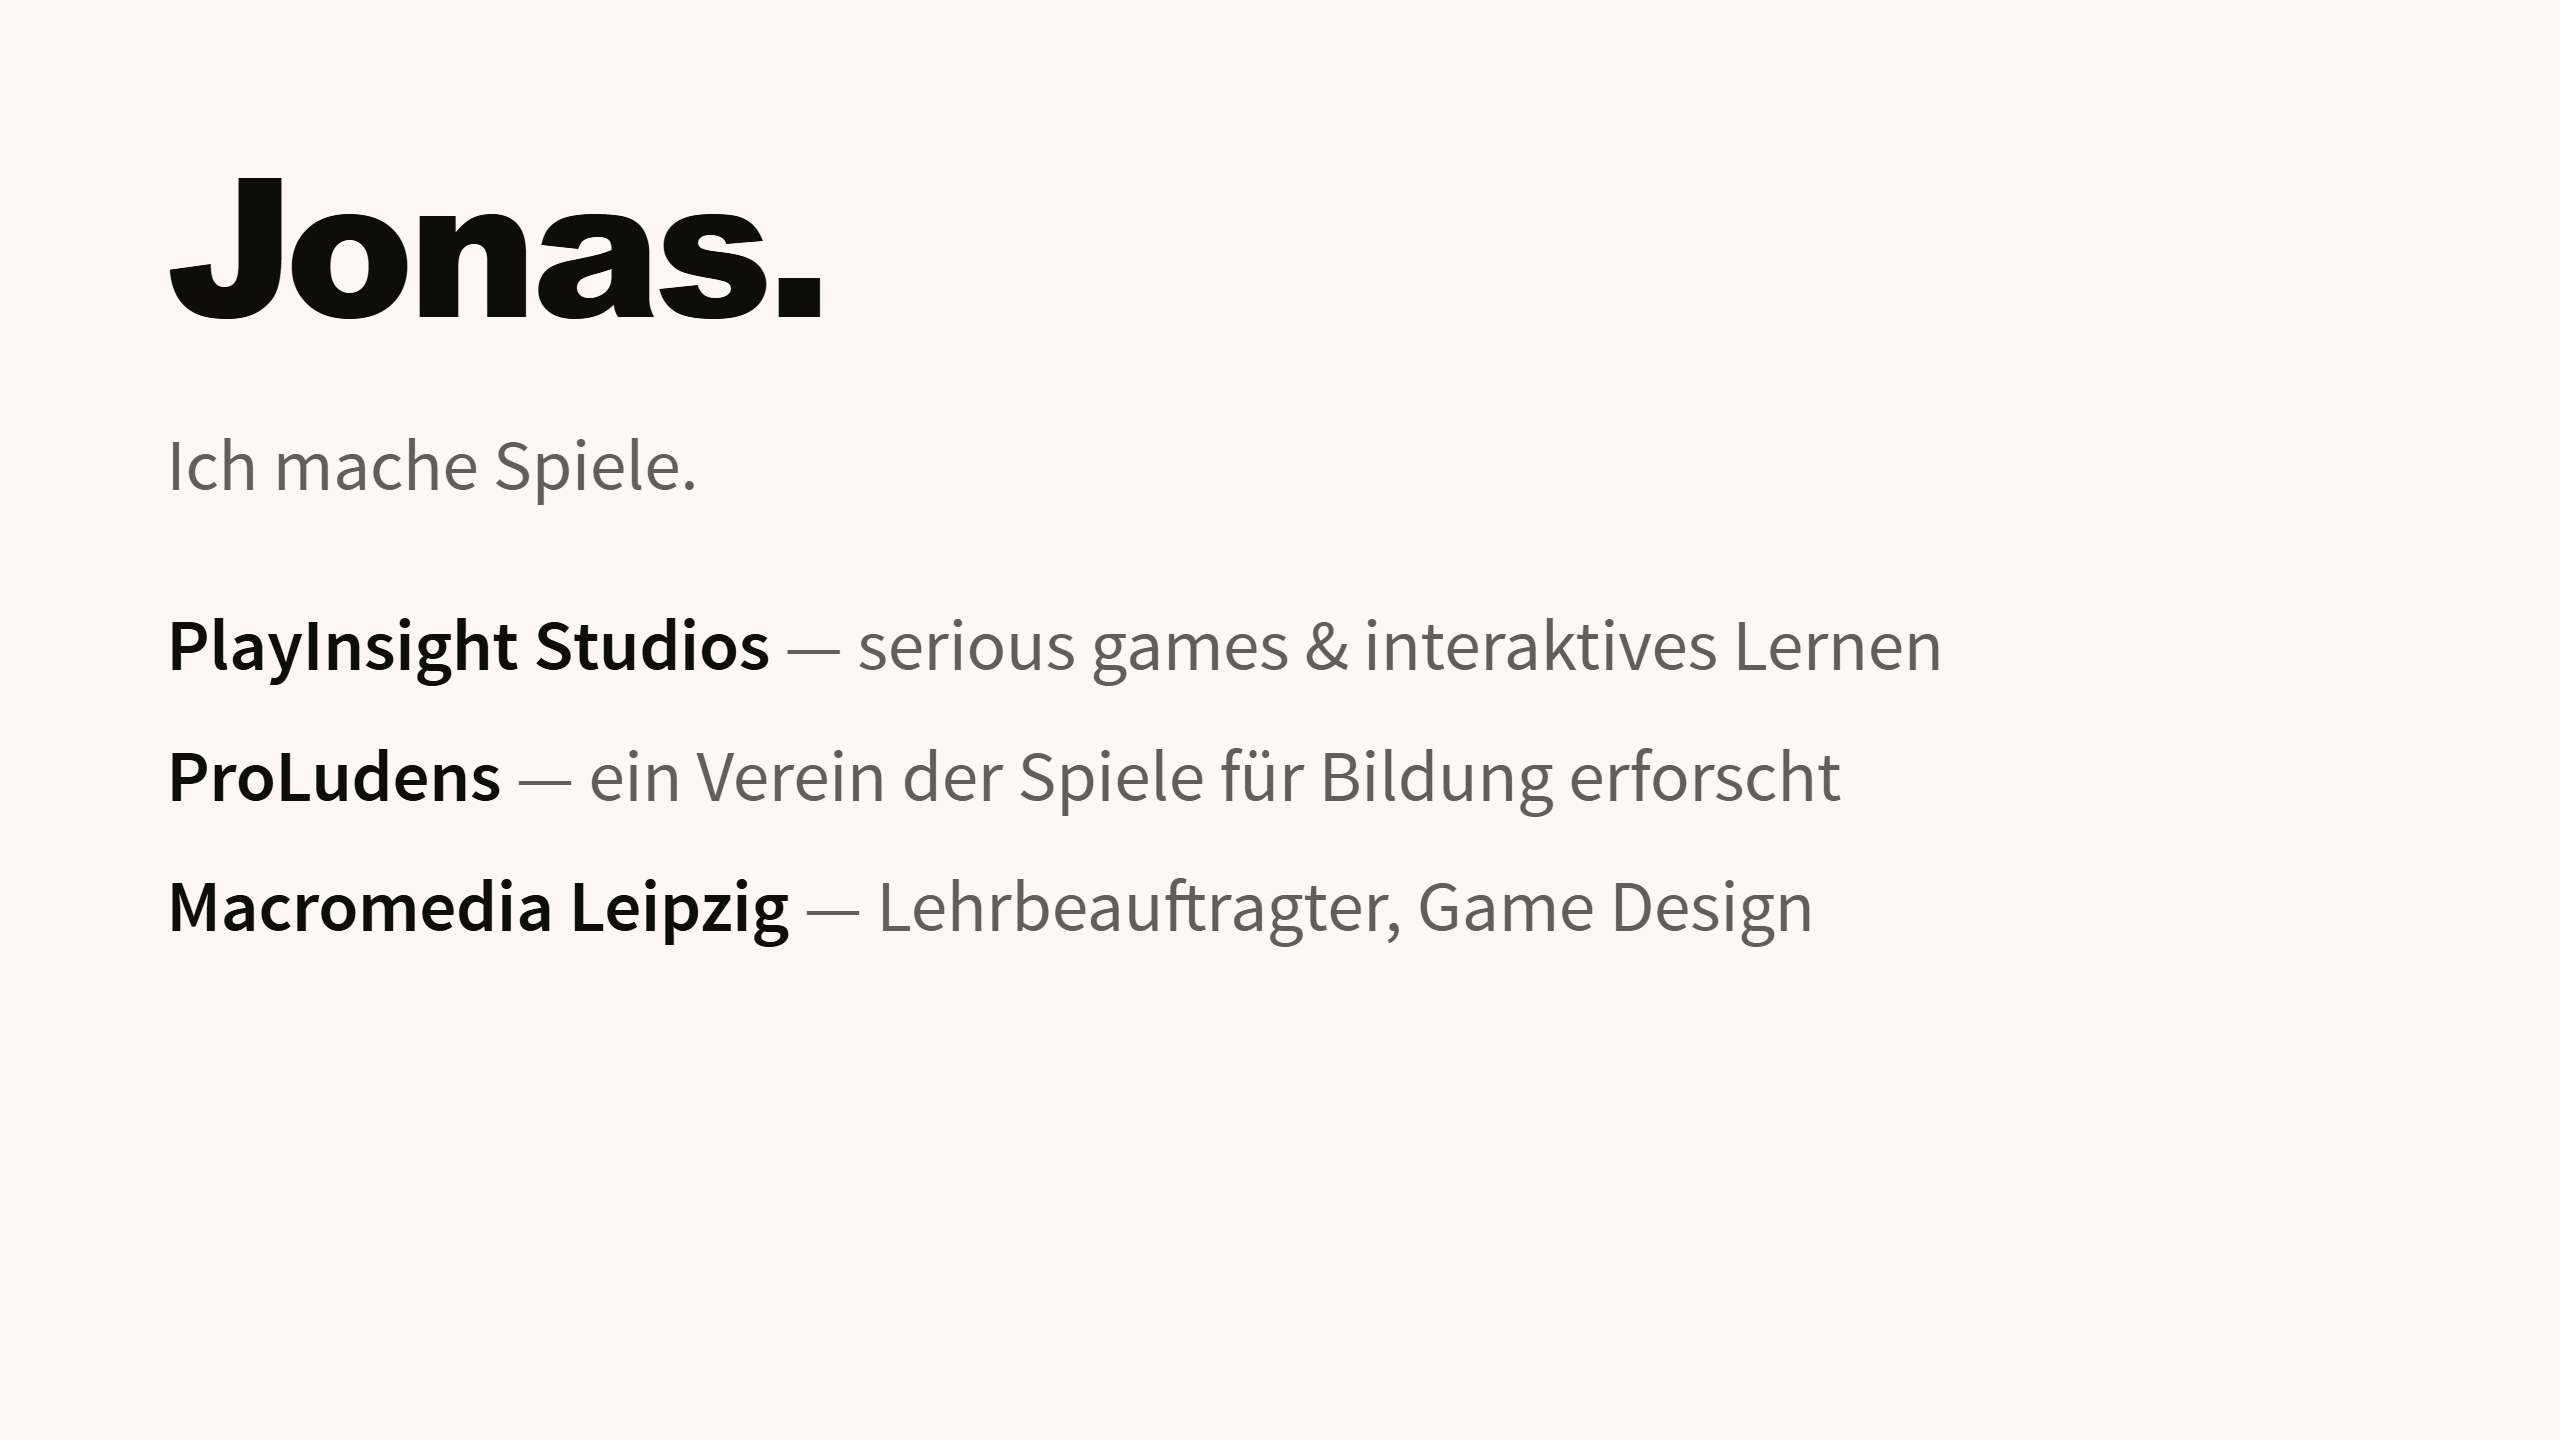 Jonas.
Ich mache Spiele.
PlayInsight Studios — serious games & interaktives Lernen
ProLudens — ein Verein der Spiele für Bildung erforscht
Macromedia Leipzig — Lehrbeauftragter, Game Design